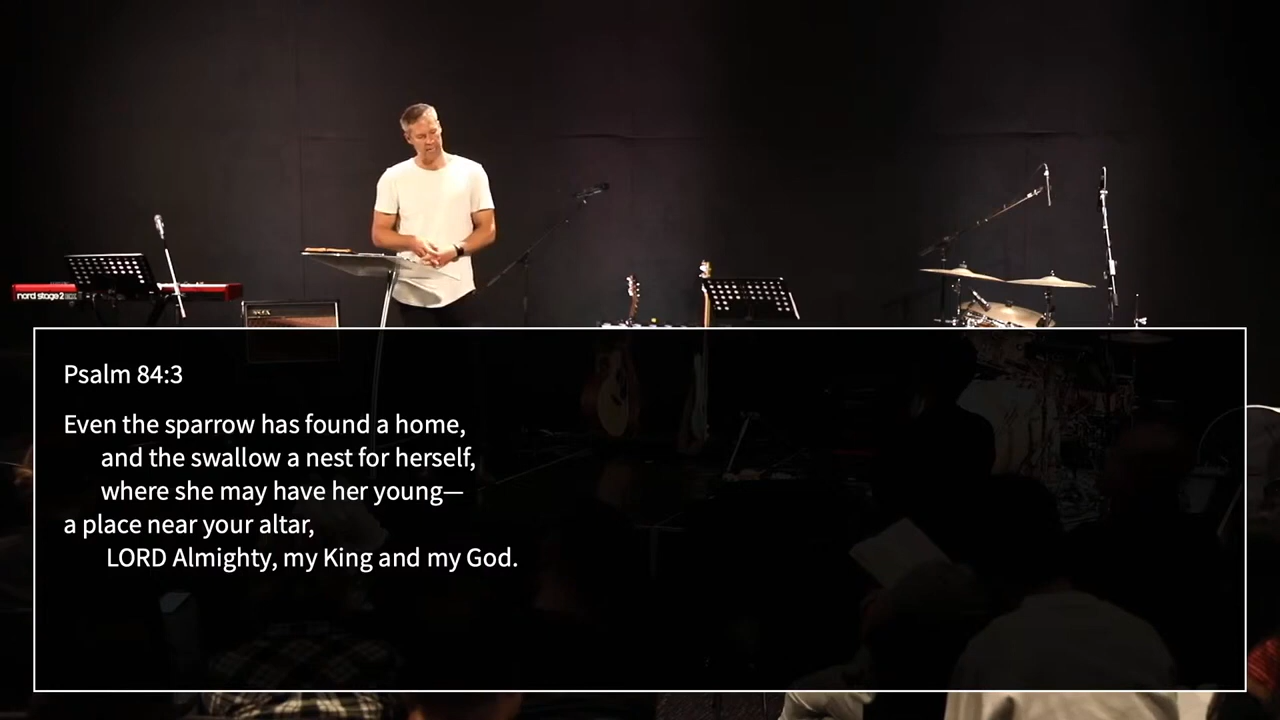 nord stage 2
VOX
Psalm 84:3
Even the sparrow has found a home,
and the swallow a nest for herself,
where she may have her young—
a place near your altar,
LORD Almighty, my King and my God.